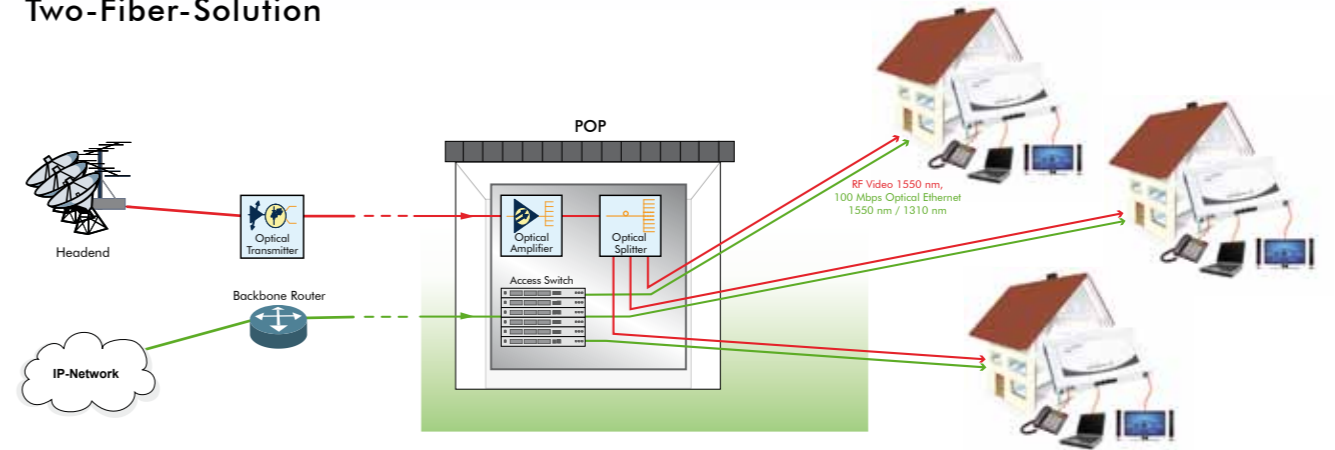 Two-Fiber-Solution
POP
RF Video 1550 nm,
100 Mbps Optical Ethernet
1550 nm / 1310 nm
Optical
Transmitter
Optical
Amplifier
Optical
Splitter
Headend
Access Switch
Backbone Router
IP-Network